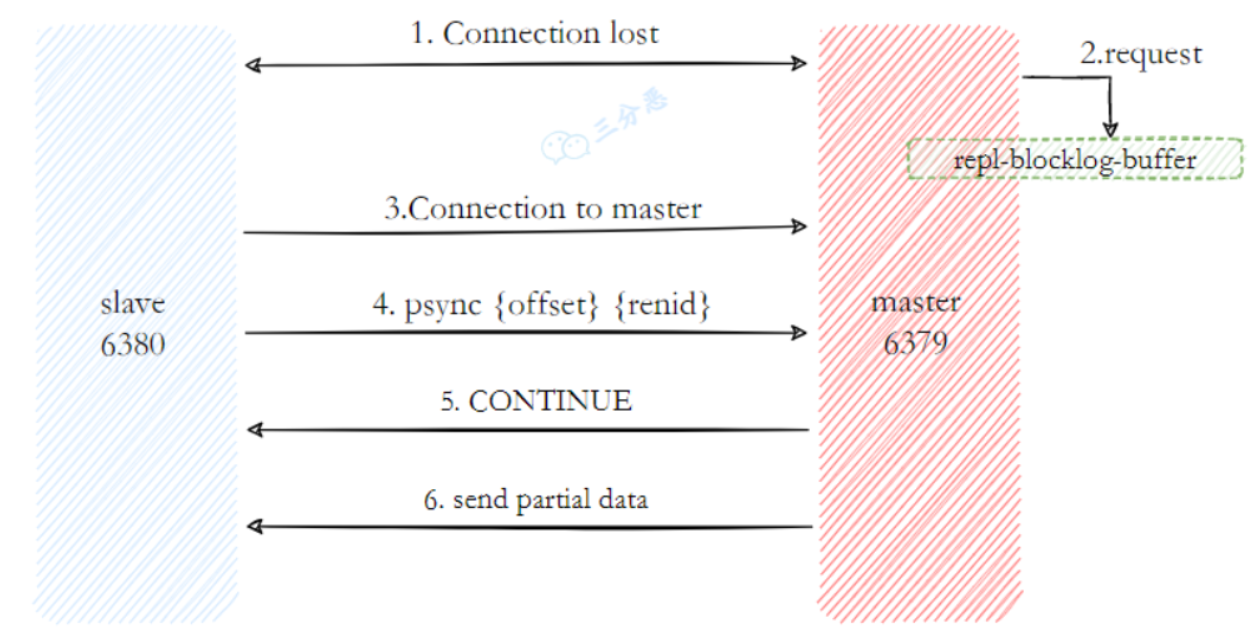 1. Connection lost
2.request
三分恶
repl-blocklog-buffer
3.Connection to master
slave
6380
4. psync {offset} {renid}
master
6379
5. CONTINUE
6. send partial data